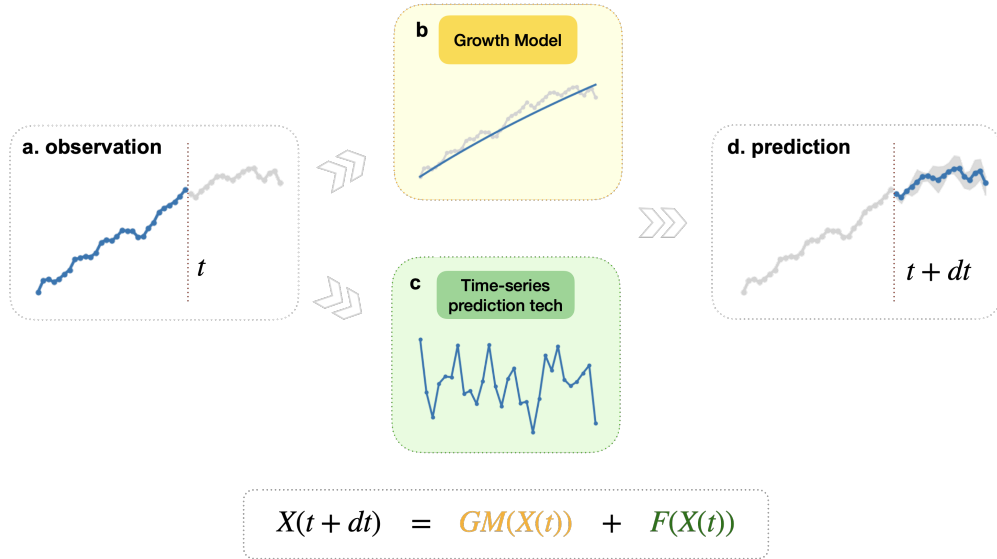 a. observation
t
b
Growth Model
c
Time-series
prediction tech
d. prediction
t + dt
X(t + dt) = GM(X(t)) + F(X(t))